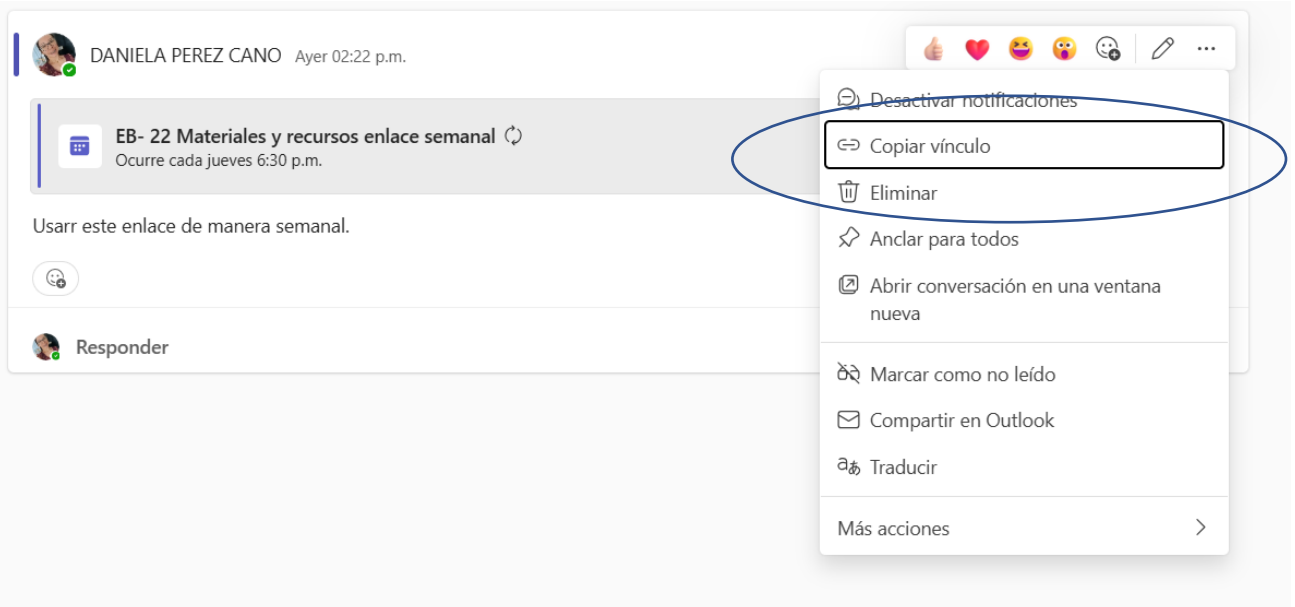 DANIELA PEREZ CANO Ayer 02:22 p.m.
EB- 22 Materiales y recursos enlace semanal
Ocurre cada jueves 6:30 p.m.
Usarr este enlace de manera semanal.
Responder
Desactivar notificaciones
Copiar vínculo
Eliminar
Anclar para todos
Abrir conversación en una ventana
nueva
Marcar como no leído
Compartir en Outlook
Traducir
Más acciones